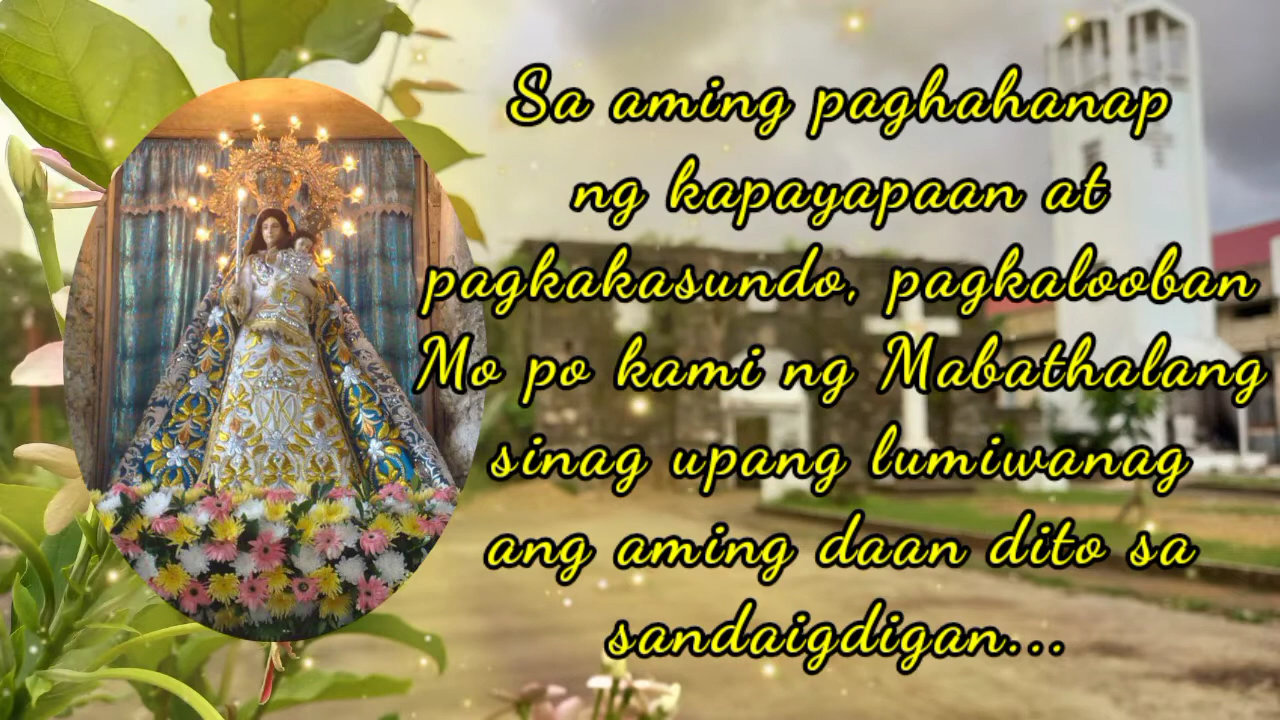 Sa aming paghahanap
ng kapayapaan at
pagkakasundo, pagkalooban
Mo po kami ng Mabathalang
sinag upang lumiwanag
ang aming daan dito sa
sandaigdigan...